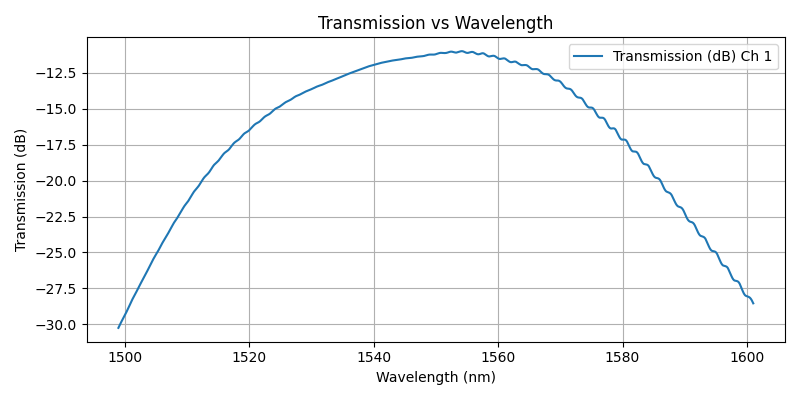 Transmission vs Wavelength
Transmission (dB) Ch 1
Transmission (dB)
−12.5
−15.0
−17.5
−20.0
−22.5
−25.0
−27.5
−30.0
1500 1520 1540 1560 1580 1600
Wavelength (nm)